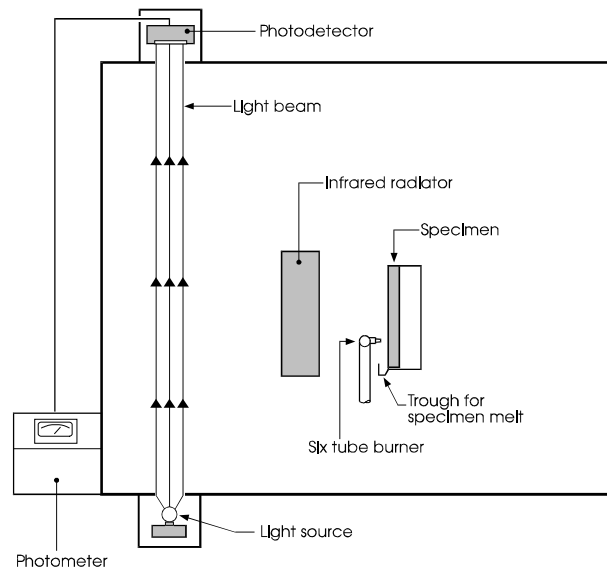 Photodetector
Light beam
Infrared radiator
Specimen
Trough for
specimen melt
Six tube burner
Light source
Photometer